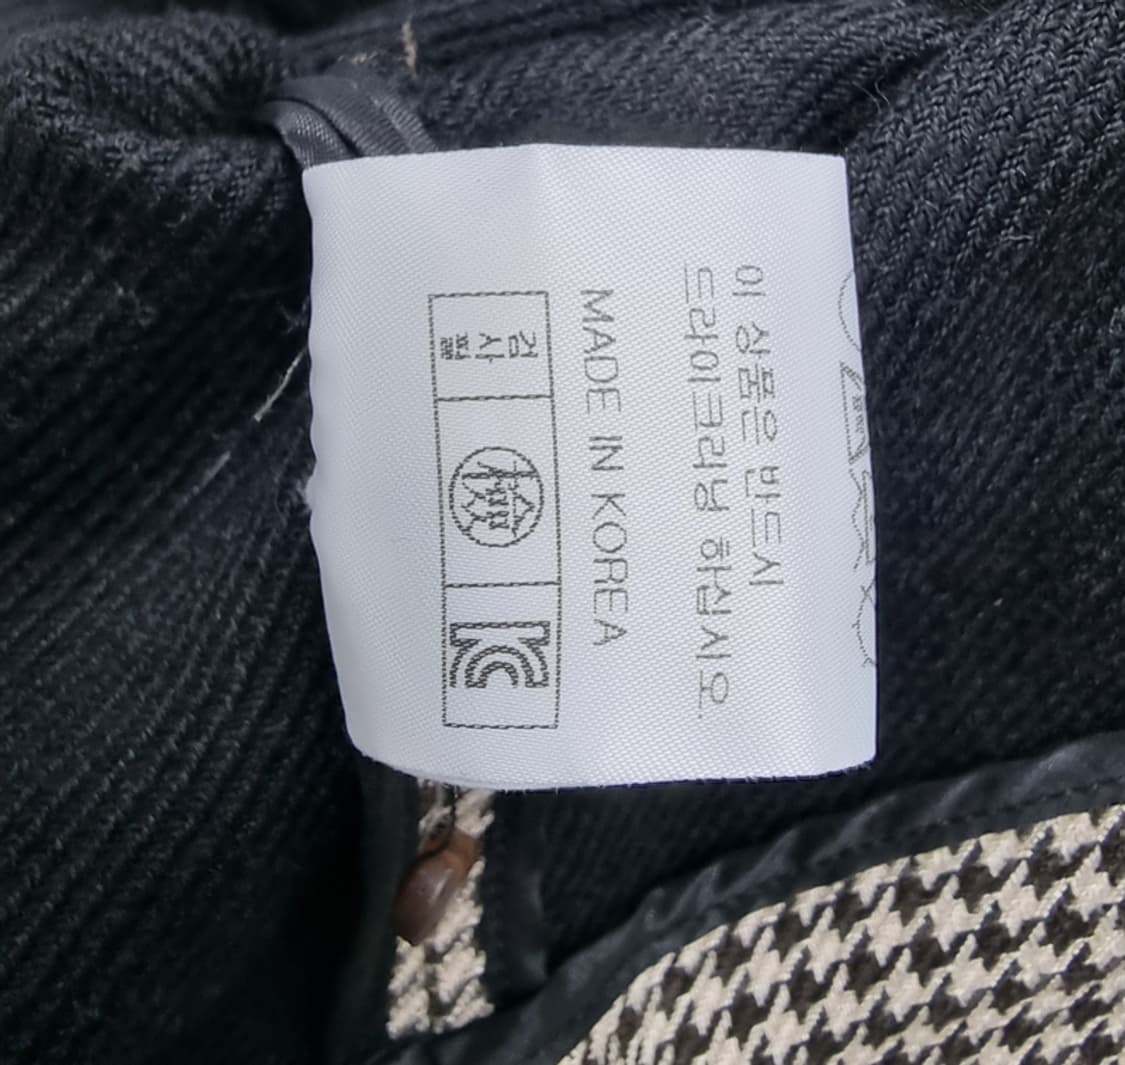 이 상품은 반드시
드라이크리닝 하십시오.
MADE IN KOREA
검사필
檢
KC